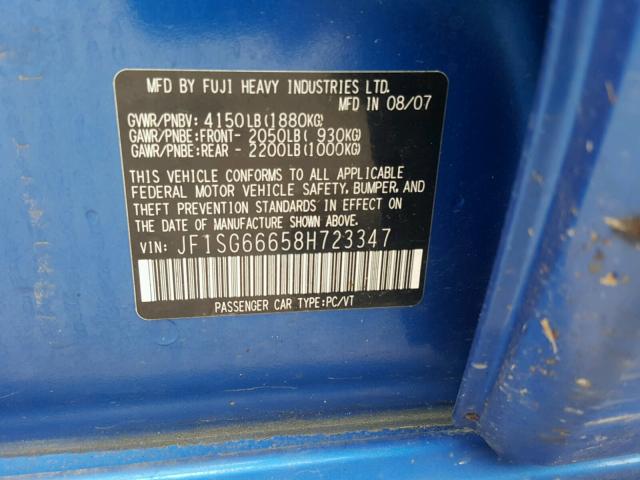 MFD BY FUJI HEAVY INDUSTRIES LTD.
MFD IN 08/07
GVWR/PNBV: 4150LB(1880KG)
GAWR/PNBE:FRONT- 2050LB( 930KG)
GAWR/PNBE:REAR - 2200LB(1000KG)
THIS VEHICLE CONFORMS TO ALL APPLICABLE
FEDERAL MOTOR VEHICLE SAFETY, BUMPER, AND
THEFT PREVENTION STANDARDS IN EFFECT ON
THE DATE OF MANUFACTURE SHOWN ABOVE.
VIN: JF1SG66658H723347
PASSENGER CAR TYPE:PC/VT